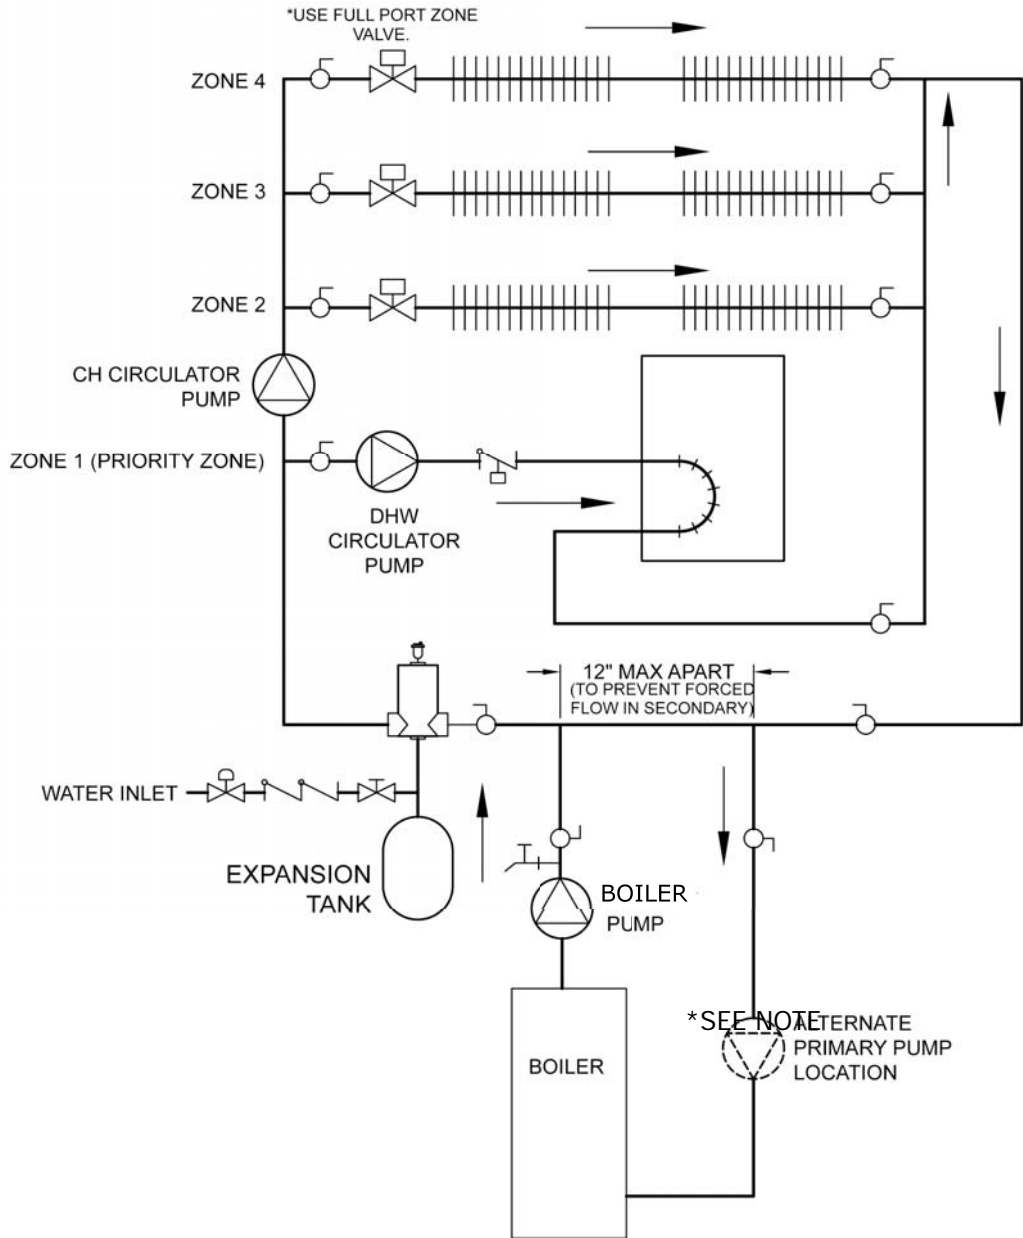 *USE FULL PORT ZONE
VALVE.
ZONE 4
ZONE 3
ZONE 2
CH CIRCULATOR
PUMP
ZONE 1 (PRIORITY ZONE)
DHW
CIRCULATOR
PUMP
12" MAX APART
(TO PREVENT FORCED
FLOW IN SECONDARY)
WATER INLET
EXPANSION
TANK
BOILER
PUMP
*SEE NOTE
ALTERNATE
PRIMARY PUMP
LOCATION
BOILER